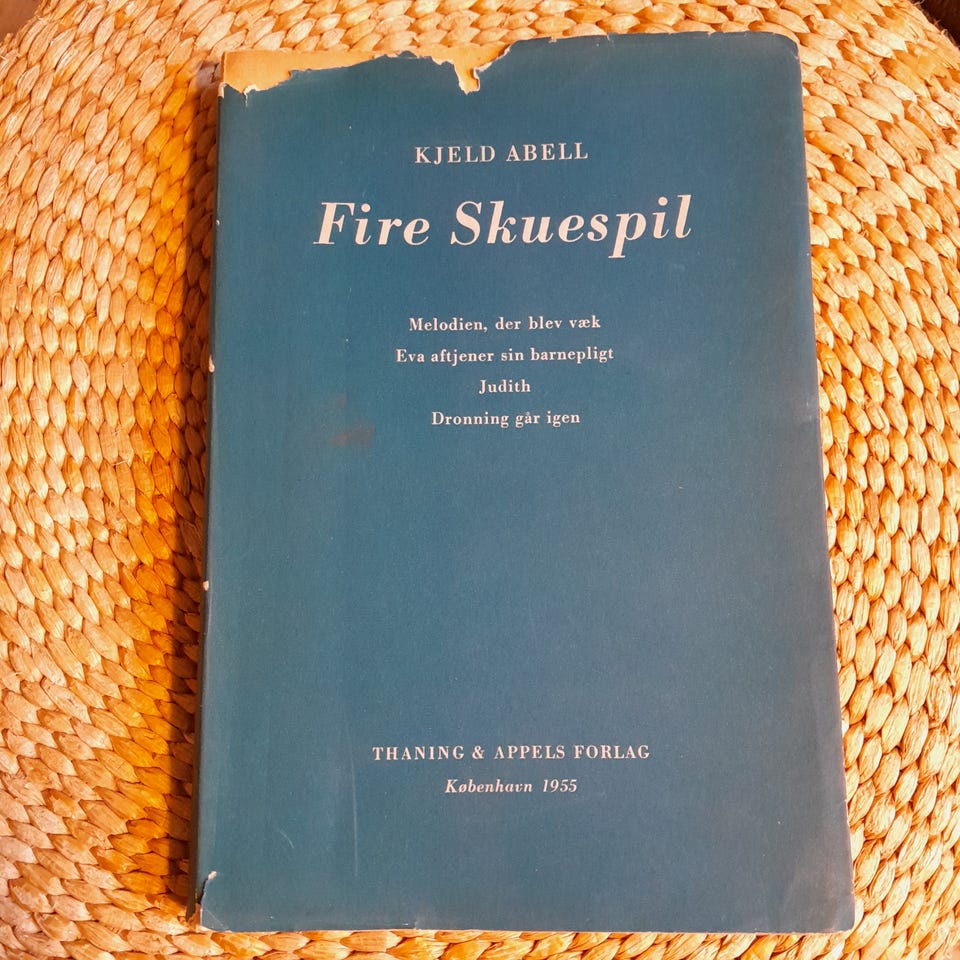 KJELD ABELL
Fire Skuespil
Melodien, der blev væk
Eva aftjener sin barnepligt
Judith
Dronning går igen
THANING & APPELS FORLAG
København 1955